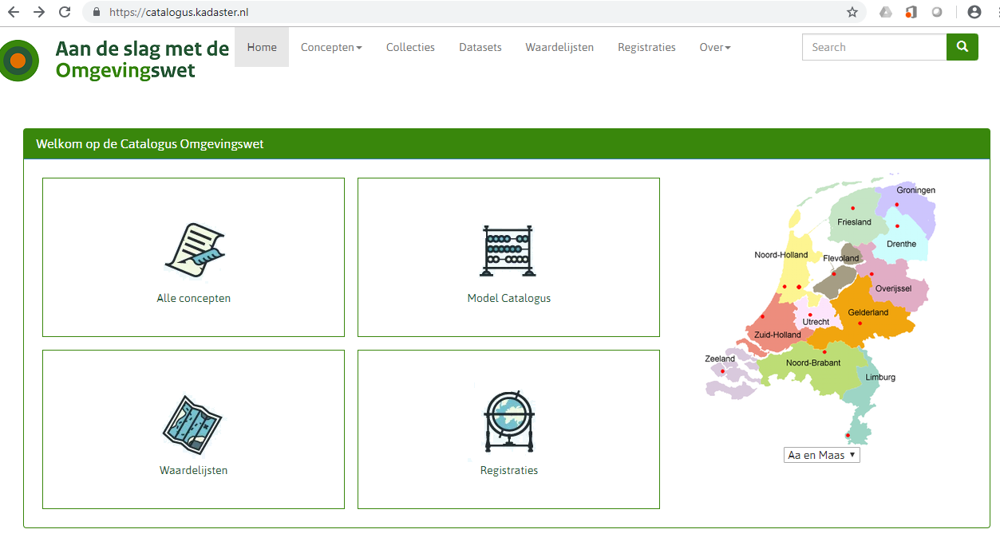 https://catalogus.kadaster.nl
Aan de slag met de
Omgevingswet
Home
Concepten
Collecties
Datasets
Waardelijsten
Registraties
Over
Search
Welkom op de Catalogus Omgevingswet
Alle concepten
Model Catalogus
Waardelijsten
Registraties
Groningen
Friesland
Drenthe
Noord-Holland
Flevoland
Overijssel
Gelderland
Utrecht
Zuid-Holland
Zeeland
Noord-Brabant
Limburg
Aa en Maas